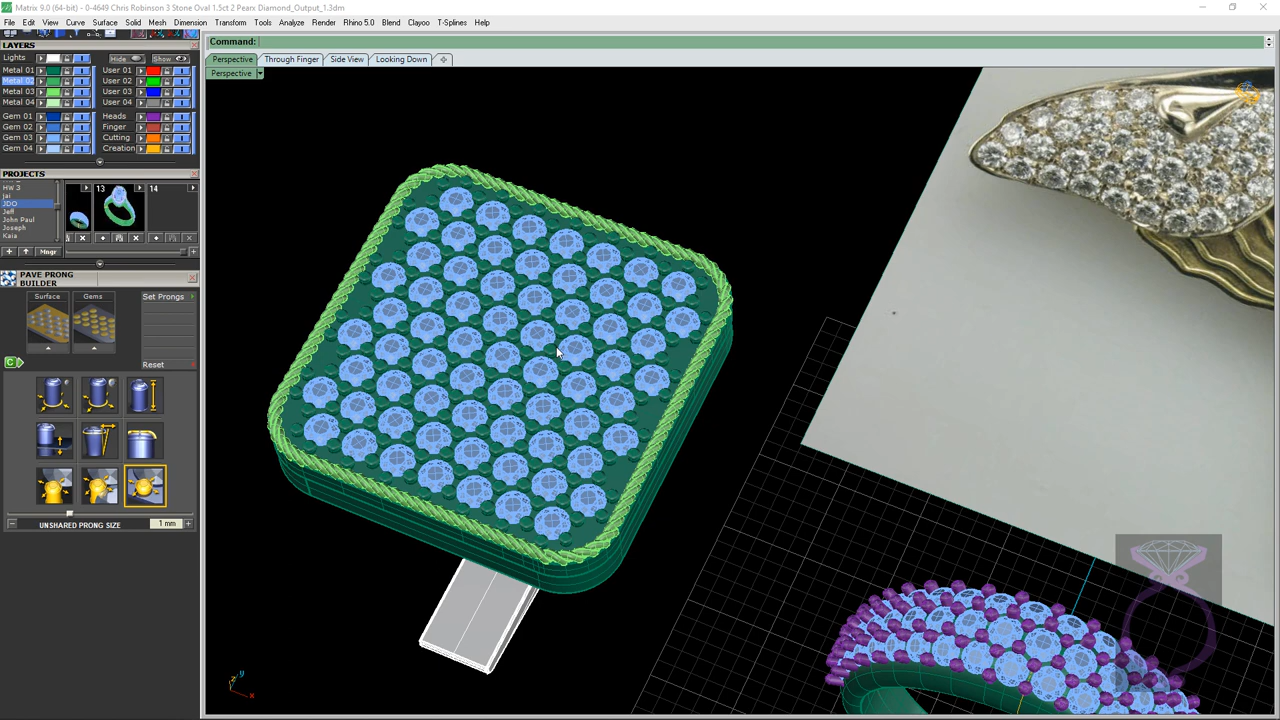 Matrix 9.0 (64-bit) - 0-4649 Chris Robinson 3 Stone Oval 1.5ct 2 Pearx Diamond_Output_1.3dm
File Edit View Curve Surface Solid Mesh Dimension Transform Tools Analyze Render Rhino 5.0 Blend Clayoo T-Splines Help
LAYERS
Lights Hide Show
Metal 01 User 01
Metal 02 User 02
Metal 03 User 03
Metal 04 User 04
Gem 01 Heads
Gem 02 Finger
Gem 03 Cutting
Gem 04 Creation
PROJECTS
HW 3
jai
JDO
Jeff
John Paul
Joseph
Kaia
13 14
Mngr
PAVE PRONG BUILDER
Surface Gems Set Prongs
Reset
UNSHARED PRONG SIZE 1 mm
Command:
Perspective Through Finger Side View Looking Down
Perspective
z y x